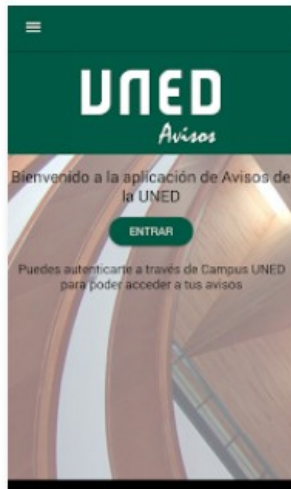 UNED
Avisos
Bienvenido a la aplicación de Avisos de
la UNED
ENTRAR
Puedes autenticarte a través de Campus UNED
para poder acceder a tus avisos